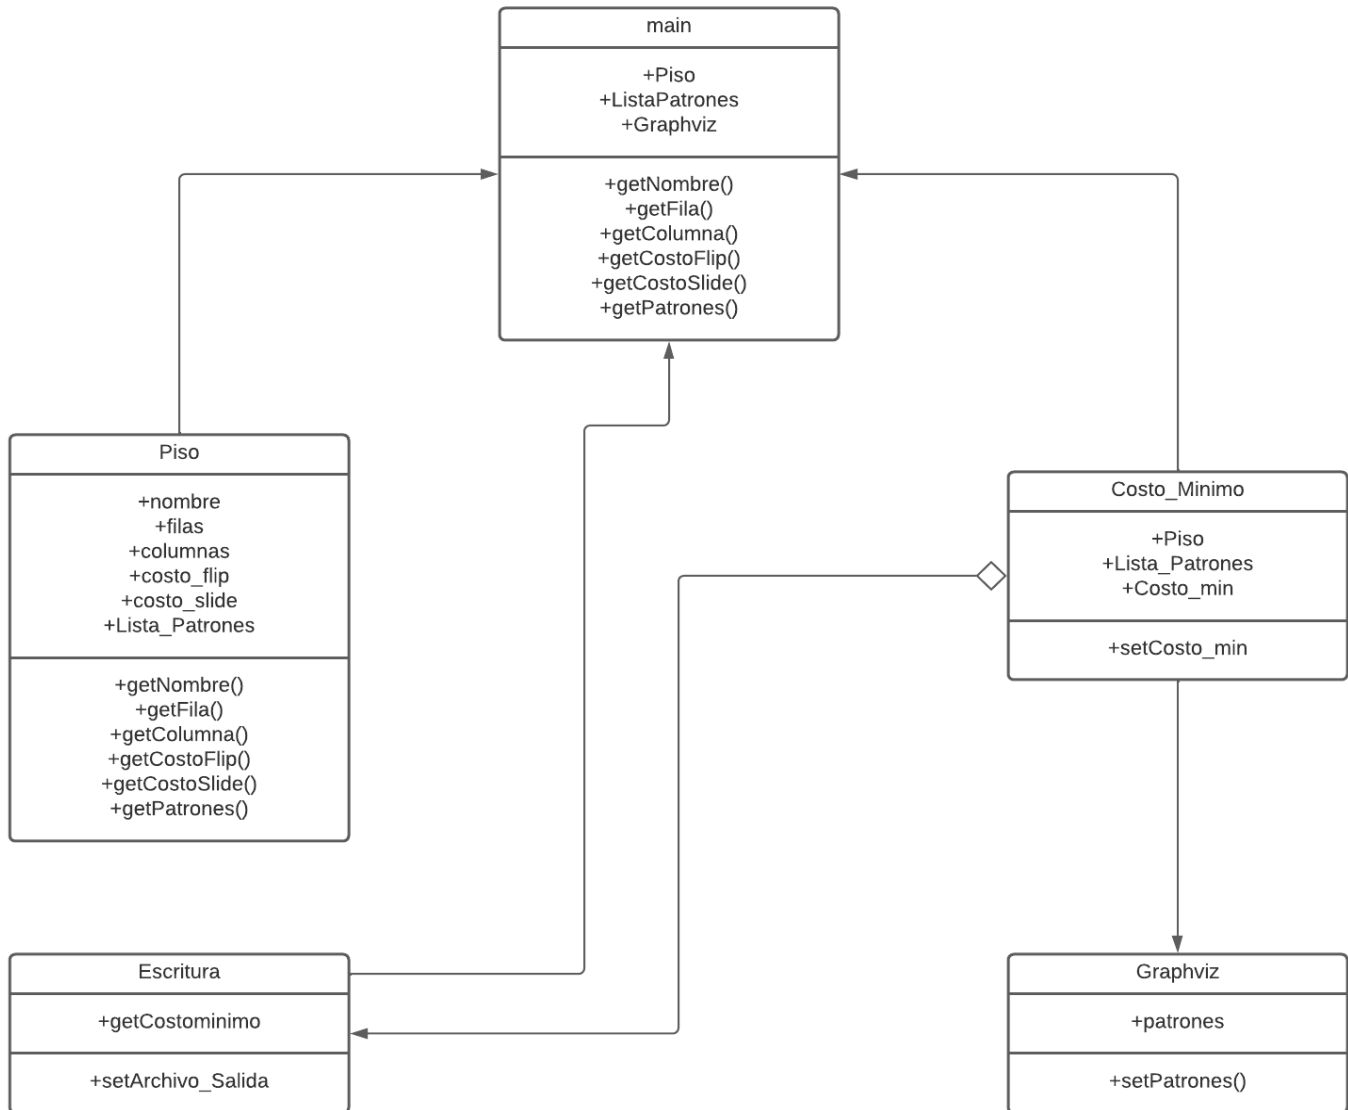 main
+Piso
+ListaPatrones
+Graphviz
+getNombre()
+getFila()
+getColumna()
+getCostoFlip()
+getCostoSlide()
+getPatrones()
Piso
+nombre
+filas
+columnas
+costo_flip
+costo_slide
+Lista_Patrones
+getNombre()
+getFila()
+getColumna()
+getCostoFlip()
+getCostoSlide()
+getPatrones()
Costo_Minimo
+Piso
+Lista_Patrones
+Costo_min
+setCosto_min
Escritura
+getCostominimo
+setArchivo_Salida
Graphviz
+patrones
+setPatrones()